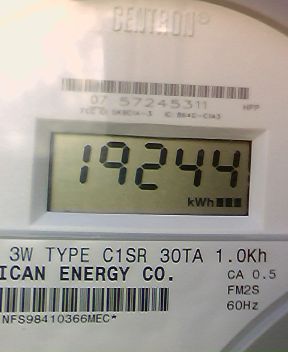 CENTRON®
07 57245311 HPP
19244
kWh
3W TYPE C1SR 30TA 1.0Kh
ICAN ENERGY CO. CA 0.5
FM2S
60Hz
NFS98410366MEC*